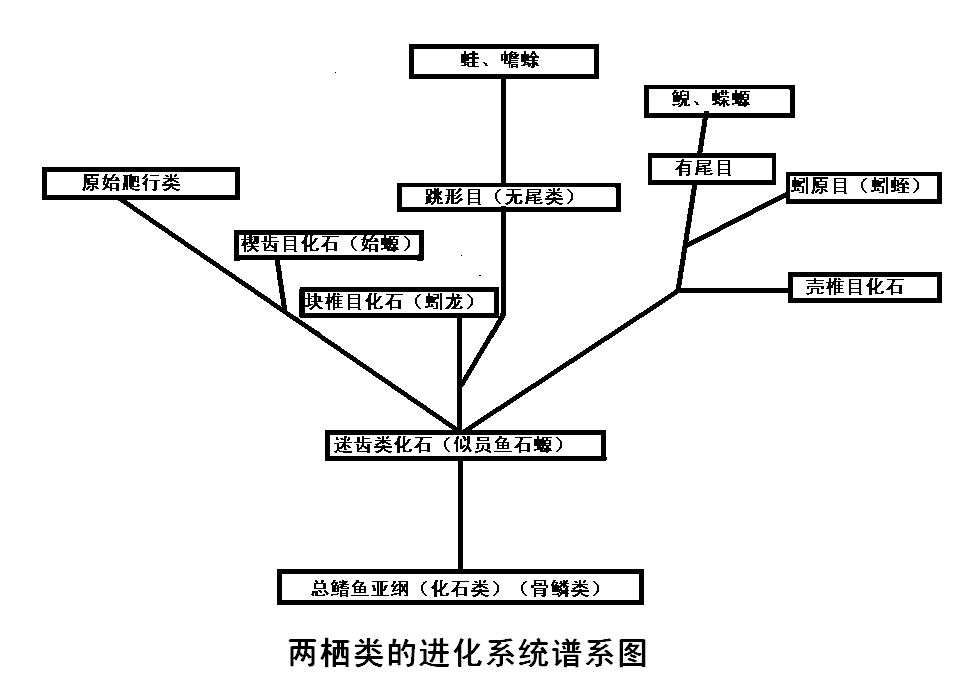 蛙、蟾蜍
鲵、蝾螈
有尾目
原始爬行类
跳形目（无尾类）
蚓原目（蚓蛭）
楔齿目化石（始螈）
块椎目化石（蚓龙）
壳椎目化石
迷齿类化石（似员鱼石螈）
总鳍鱼亚纲（化石类）（骨鳞类）
两栖类的进化系统谱系图